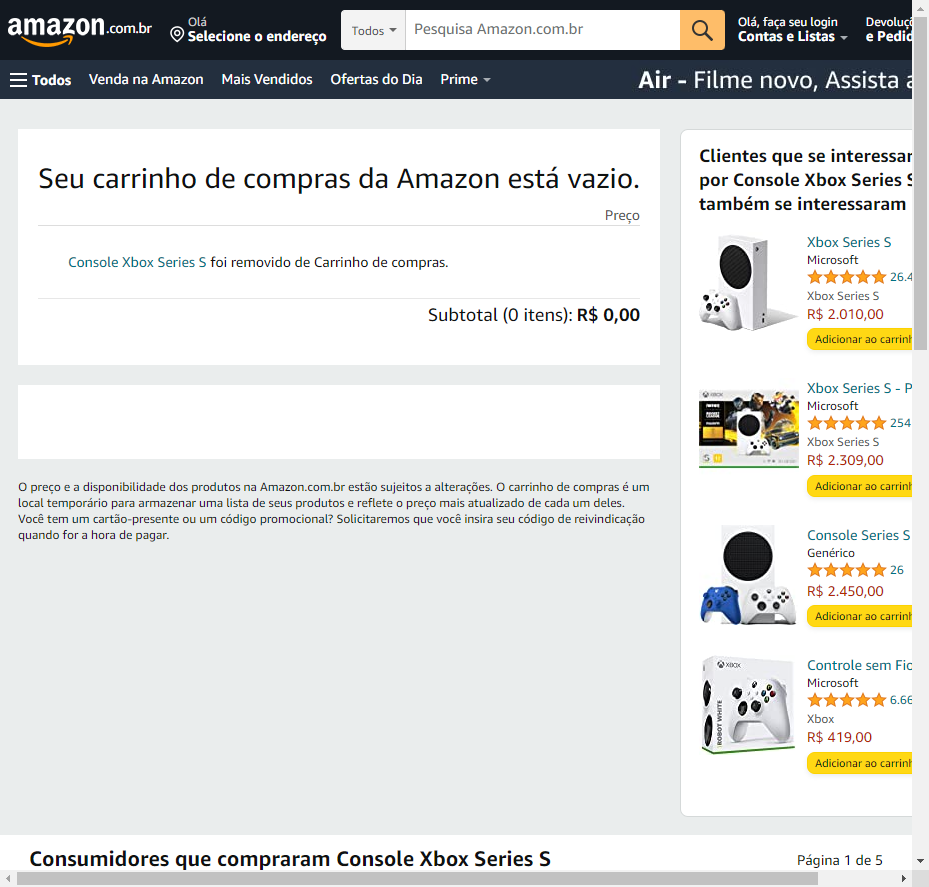 amazon.com.br
Olá
Selecione o endereço
Todos
Pesquisa Amazon.com.br
Olá, faça seu login
Contas e Listas
Devoluç
e Pedid
Todos
Venda na Amazon
Mais Vendidos
Ofertas do Dia
Prime
Air - Filme novo, Assista a
Seu carrinho de compras da Amazon está vazio.
Preço
Console Xbox Series S foi removido de Carrinho de compras.
Subtotal (0 itens): R$ 0,00
O preço e a disponibilidade dos produtos na Amazon.com.br estão sujeitos a alterações. O carrinho de compras é um
local temporário para armazenar uma lista de seus produtos e reflete o preço mais atualizado de cada um deles.
Você tem um cartão-presente ou um código promocional? Solicitaremos que você insira seu código de reivindicação
quando for a hora de pagar.
Clientes que se interessar
por Console Xbox Series S
também se interessaram
Xbox Series S
Microsoft
26.4
Xbox Series S
R$ 2.010,00
Adicionar ao carrinh
Xbox Series S - P
Microsoft
254
Xbox Series S
R$ 2.309,00
Adicionar ao carrinh
Console Series S
Genérico
26
R$ 2.450,00
Adicionar ao carrinh
XBOX
ROBOT WHITE
Controle sem Fio
Microsoft
6.66
Xbox
R$ 419,00
Adicionar ao carrinh
Consumidores que compraram Console Xbox Series S
Página 1 de 5